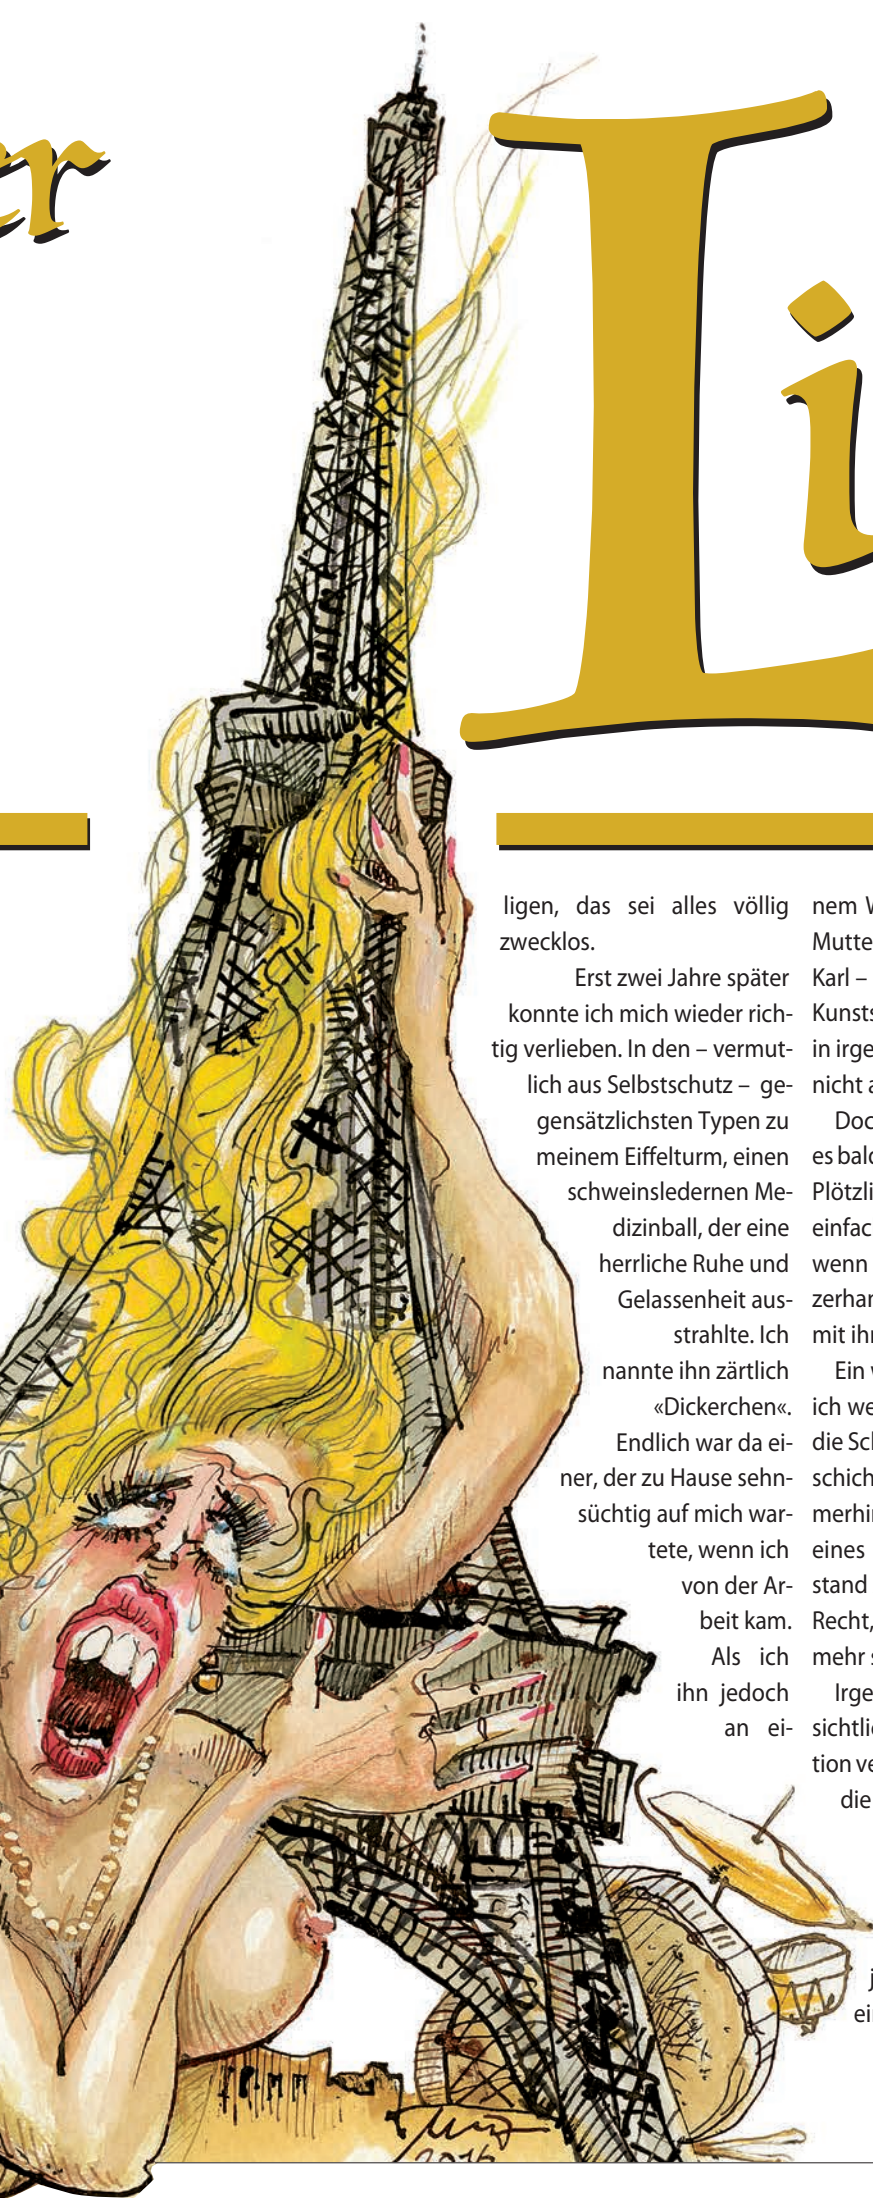 er
Li
ligen, das sei alles völlig
zwecklos.
Erst zwei Jahre später
konnte ich mich wieder rich-
tig verlieben. In den – vermut-
lich aus Selbstschutz – ge-
gensätzlichsten Typen zu
meinem Eiffelturm, einen
schweinsledernen Me-
dizinball, der eine
herrliche Ruhe und
Gelassenheit aus-
strahlte. Ich
nannte ihn zärtlich
«Dickerchen«.
Endlich war da ei-
ner, der zu Hause sehn-
süchtig auf mich war-
tete, wenn ich
von der Ar-
beit kam.
Als ich
ihn jedoch
an ei-
nem
Mutte
Karl –
Kunsts
in irge
nicht a
Doc
es balc
Plötzli
einfac
wenn
zerhar
mit ihr
Ein
ich we
die Sc
schich
merhi
eines
stand
Recht,
mehr s
Irge
sichtli
tion ve
die
j
ei
2016